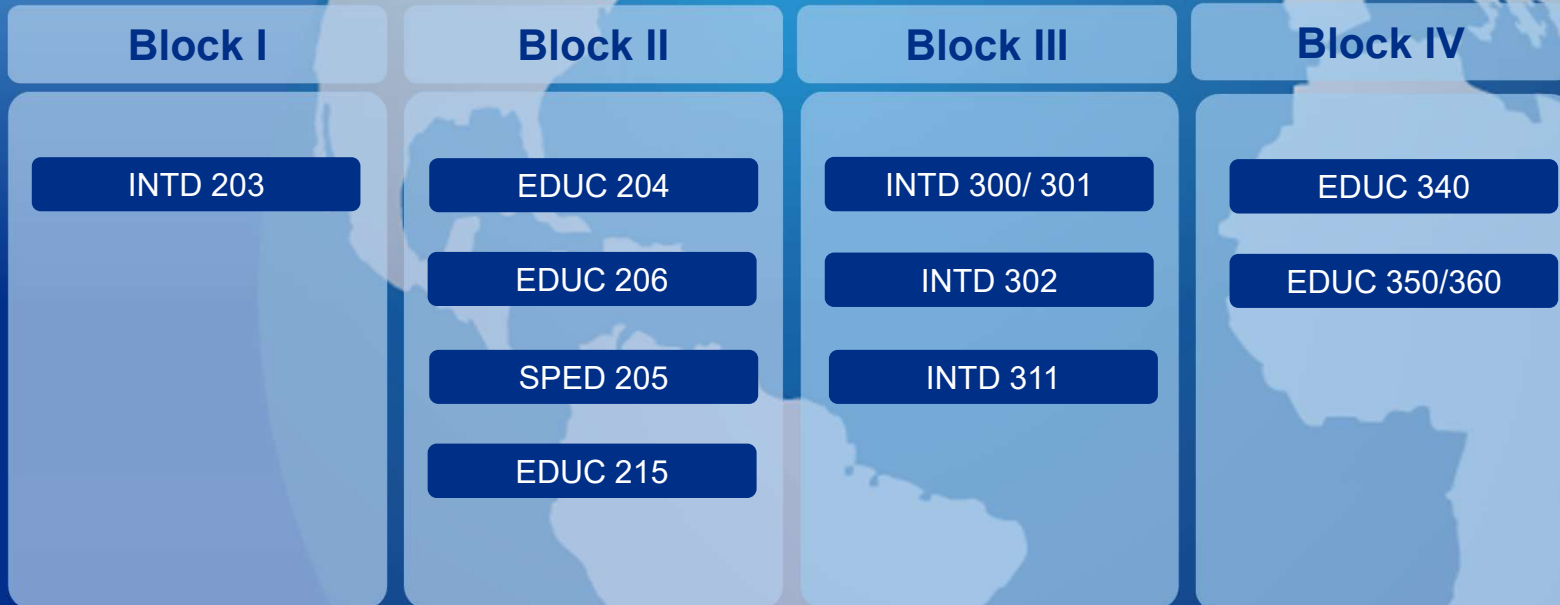 Block I
INTD 203
Block II
EDUC 204
EDUC 206
SPED 205
EDUC 215
Block III
INTD 300/ 301
INTD 302
INTD 311
Block IV
EDUC 340
EDUC 350/360